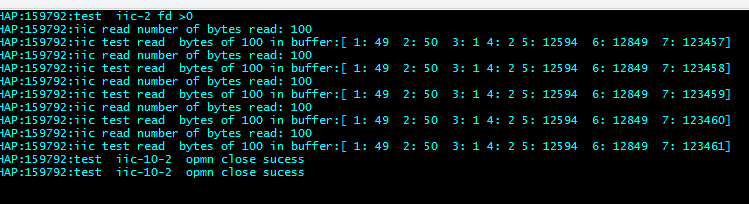 HAP:159792:test  iic-2 fd >0
HAP:159792:iic read number of bytes read: 100
HAP:159792:iic test read  bytes of 100 in buffer:[ 1: 49  2: 50  3: 1 4: 2 5: 12594  6: 12849  7: 123457]
HAP:159792:iic read number of bytes read: 100
HAP:159792:iic test read  bytes of 100 in buffer:[ 1: 49  2: 50  3: 1 4: 2 5: 12594  6: 12849  7: 123458]
HAP:159792:iic read number of bytes read: 100
HAP:159792:iic test read  bytes of 100 in buffer:[ 1: 49  2: 50  3: 1 4: 2 5: 12594  6: 12849  7: 123459]
HAP:159792:iic read number of bytes read: 100
HAP:159792:iic test read  bytes of 100 in buffer:[ 1: 49  2: 50  3: 1 4: 2 5: 12594  6: 12849  7: 123460]
HAP:159792:iic read number of bytes read: 100
HAP:159792:iic test read  bytes of 100 in buffer:[ 1: 49  2: 50  3: 1 4: 2 5: 12594  6: 12849  7: 123461]
HAP:159792:test  iic-10-2  opmn close sucess
HAP:159792:test  iic-10-2  opmn close sucess